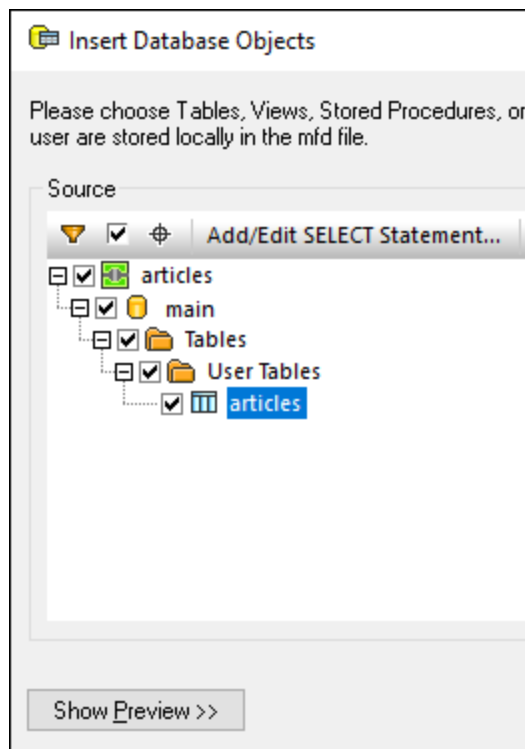 Insert Database Objects
Please choose Tables, Views, Stored Procedures, or
user are stored locally in the mfd file.
Source
Add/Edit SELECT Statement...
articles
main
Tables
User Tables
articles
Show Preview >>